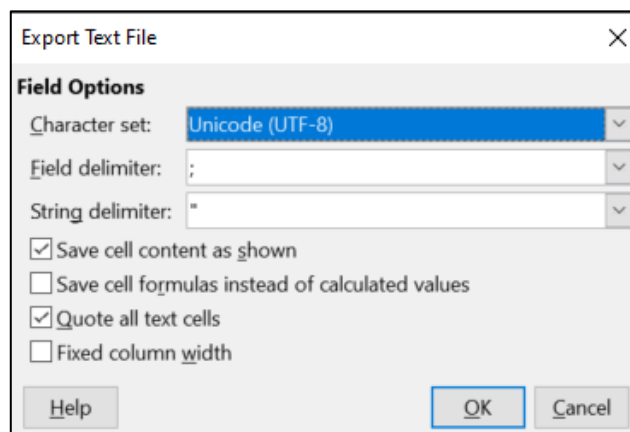 Export Text File
Field Options
Character set: Unicode (UTF-8)
Field delimiter: ;
String delimiter: "
Save cell content as shown
Save cell formulas instead of calculated values
Quote all text cells
Fixed column width
Help OK Cancel